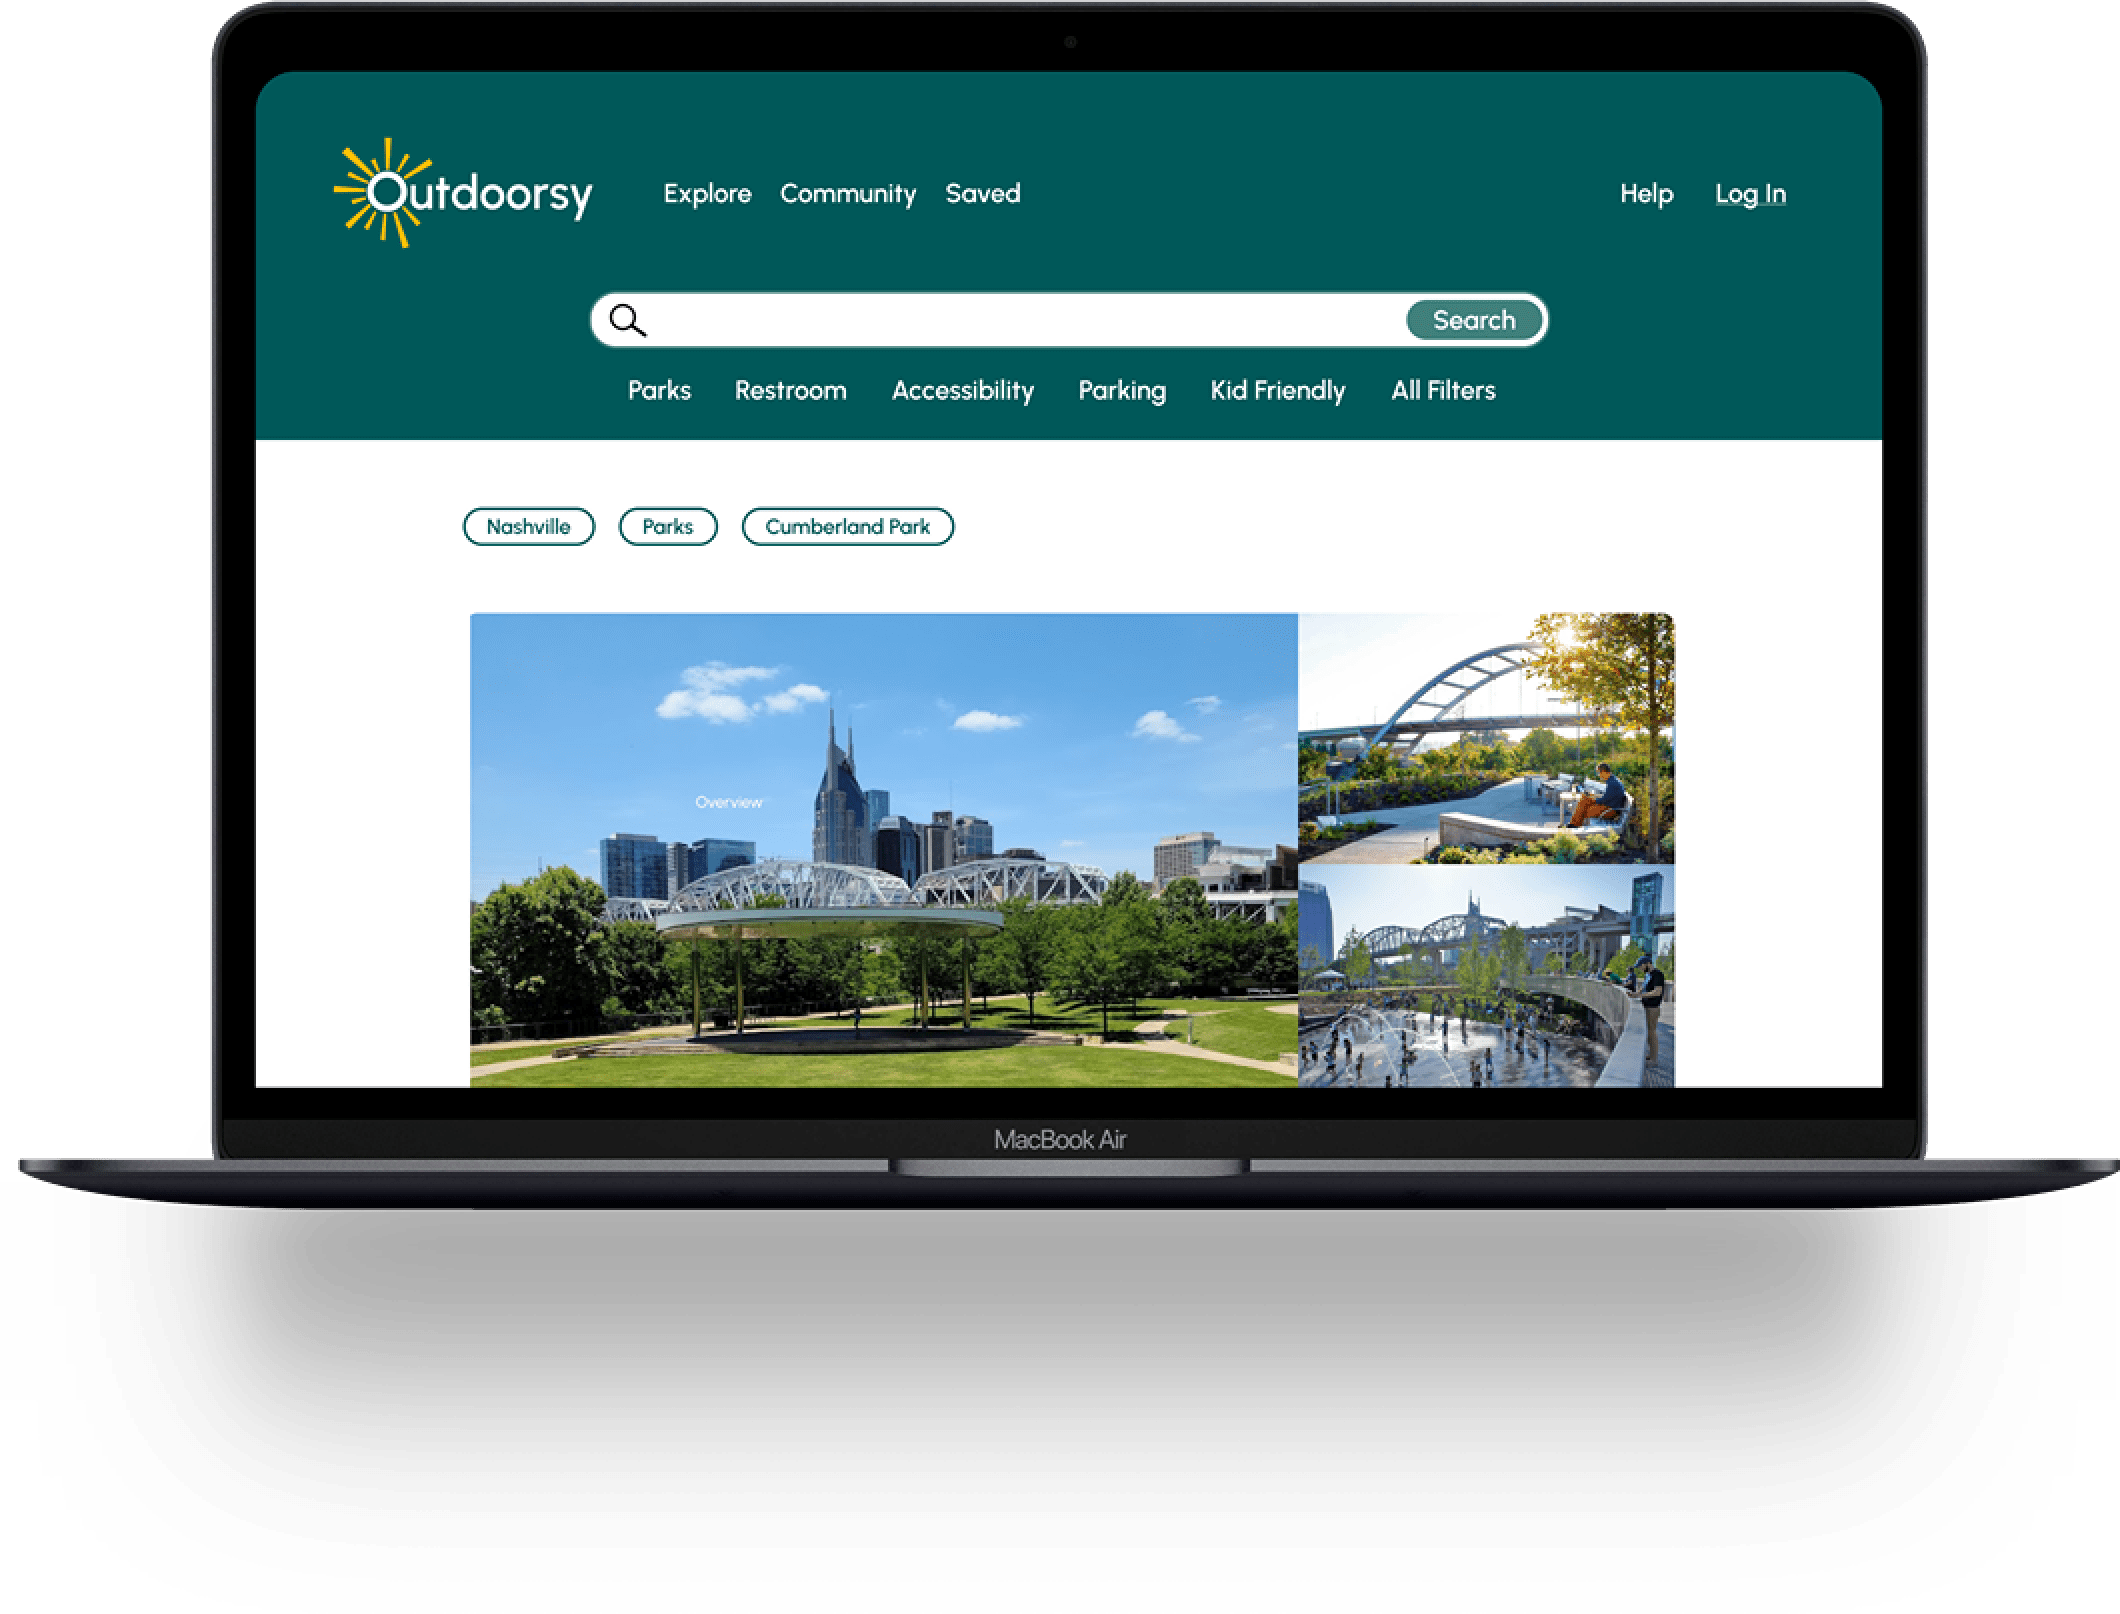 Outdoorsy Explore Community Saved Help Log In
Search
Parks Restroom Accessibility Parking Kid Friendly All Filters
Nashville Parks Cumberland Park
Overview
MacBook Air